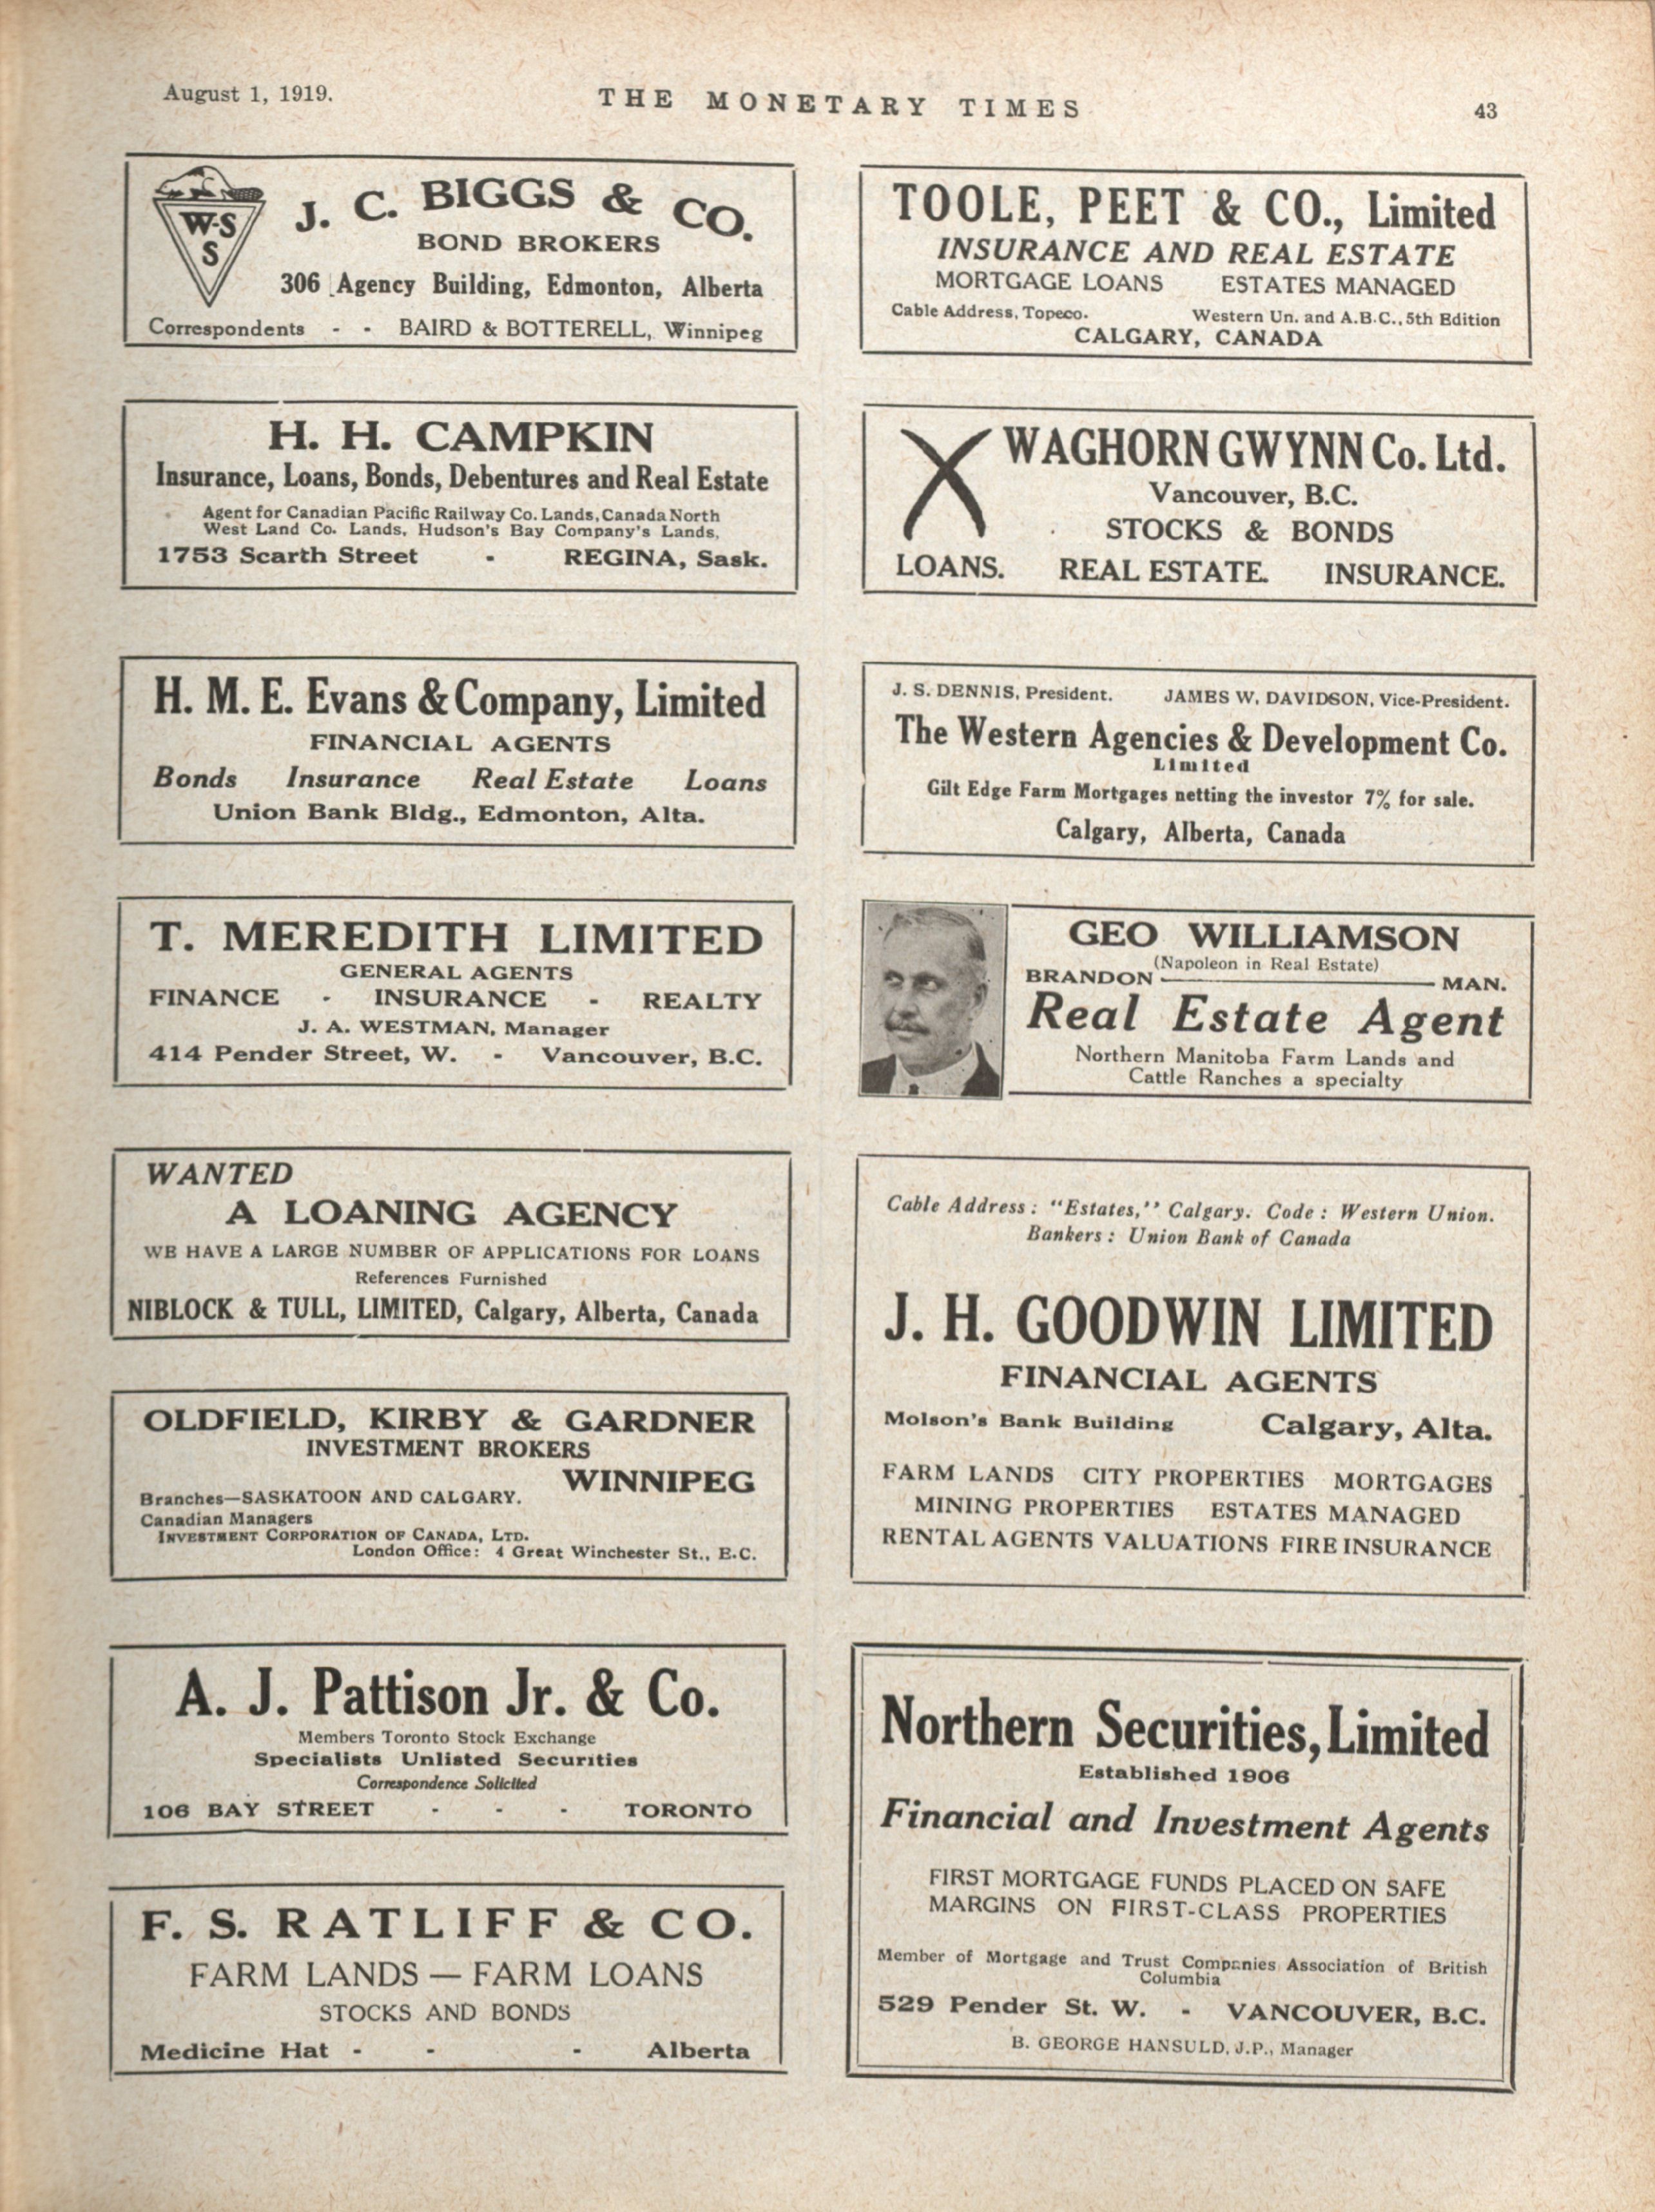 August 1, 1919.
THE MONETARY TIMES
43
W-S
S
J. C. BIGGS & CO.
BOND BROKERS
306 Agency Building, Edmonton, Alberta
Correspondents - - BAIRD & BOTTERELL, Winnipeg
H. H. CAMPKIN
Insurance, Loans, Bonds, Debentures and Real Estate
Agent for Canadian Pacific Railway Co. Lands, Canada North
West Land Co. Lands, Hudson's Bay Company's Lands,
1753 Scarth Street - REGINA, Sask.
H. M. E. Evans & Company, Limited
FINANCIAL AGENTS
Bonds Insurance Real Estate Loans
Union Bank Bldg., Edmonton, Alta.
T. MEREDITH LIMITED
GENERAL AGENTS
FINANCE - INSURANCE - REALTY
J. A. WESTMAN, Manager
414 Pender Street, W. - Vancouver, B.C.
WANTED
A LOANING AGENCY
WE HAVE A LARGE NUMBER OF APPLICATIONS FOR LOANS
References Furnished
NIBLOCK & TULL, LIMITED, Calgary, Alberta, Canada
OLDFIELD, KIRBY & GARDNER
INVESTMENT BROKERS
WINNIPEG
Branches—SASKATOON AND CALGARY.
Canadian Managers
INVESTMENT CORPORATION OF CANADA, LTD.
London Office: 4 Great Winchester St., E.C.
A. J. Pattison Jr. & Co.
Members Toronto Stock Exchange
Specialists Unlisted Securities
Correspondence Solicited
106 BAY STREET - - - TORONTO
F. S. RATLIFF & CO.
FARM LANDS — FARM LOANS
STOCKS AND BONDS
Medicine Hat - - - Alberta
TOOLE, PEET & CO., Limited
INSURANCE AND REAL ESTATE
MORTGAGE LOANS ESTATES MANAGED
Cable Address, Topeco. Western Un. and A.B.C., 5th Edition
CALGARY, CANADA
WAGHORN GWYNN Co. Ltd.
Vancouver, B.C.
STOCKS & BONDS
LOANS. REAL ESTATE. INSURANCE.
J. S. DENNIS, President. JAMES W. DAVIDSON, Vice-President.
The Western Agencies & Development Co.
Limited
Gilt Edge Farm Mortgages netting the investor 7% for sale.
Calgary, Alberta, Canada
GEO WILLIAMSON
(Napoleon in Real Estate)
BRANDON MAN.
Real Estate Agent
Northern Manitoba Farm Lands and
Cattle Ranches a specialty
Cable Address : "Estates," Calgary. Code : Western Union.
Bankers : Union Bank of Canada
J. H. GOODWIN LIMITED
FINANCIAL AGENTS
Molson's Bank Building Calgary, Alta.
FARM LANDS CITY PROPERTIES MORTGAGES
MINING PROPERTIES ESTATES MANAGED
RENTAL AGENTS VALUATIONS FIRE INSURANCE
Northern Securities, Limited
Established 1906
Financial and Investment Agents
FIRST MORTGAGE FUNDS PLACED ON SAFE
MARGINS ON FIRST-CLASS PROPERTIES
Member of Mortgage and Trust Companies Association of British
Columbia
529 Pender St. W. - VANCOUVER, B.C.
B. GEORGE HANSULD, J.P., Manager